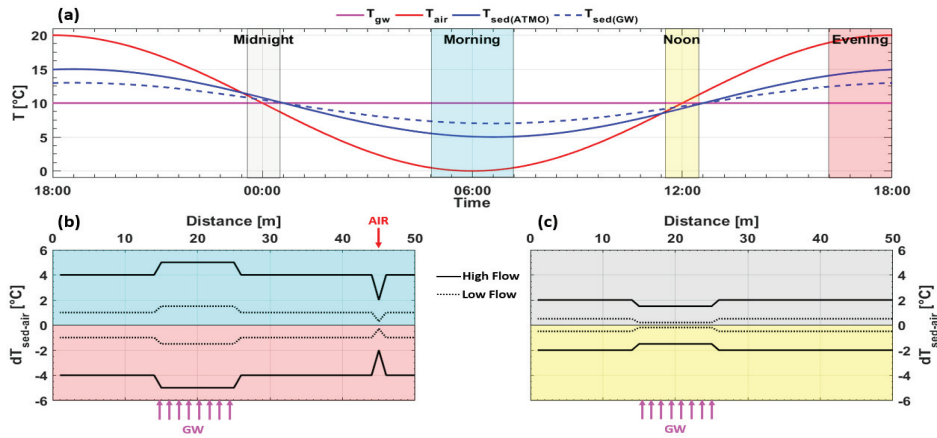 (a)
T_gw T_air T_sed(ATMO) T_sed(GW)
Midnight Morning Noon Evening
T [°C]
20
15
10
5
0
18:00 00:00 06:00 12:00 18:00
Time
(b)
Distance [m]
AIR
0 10 20 30 40 50
dT_sed-air [°C]
6
4
2
0
-2
-4
-6
GW
High Flow
Low Flow
(c)
Distance [m]
0 10 20 30 40 50
6
4
2
0
-2
-4
-6
dT_sed-air [°C]
GW